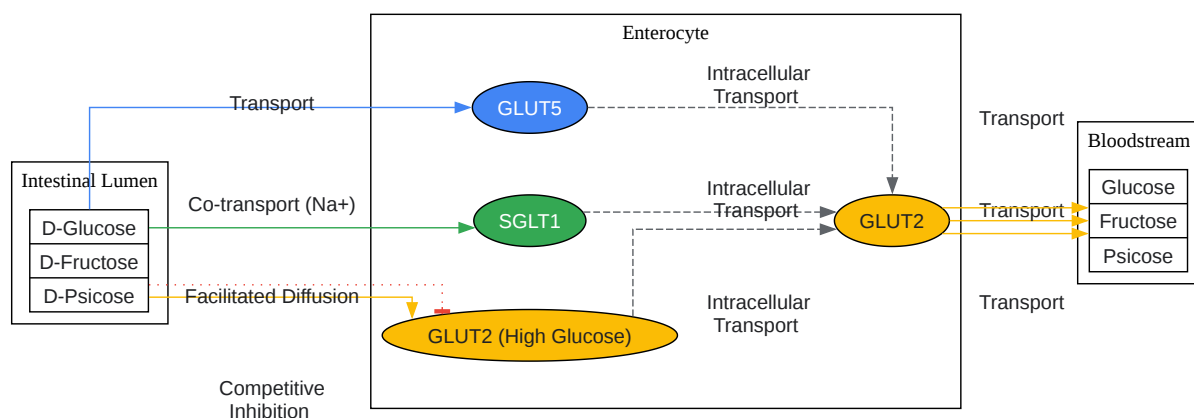 Enterocyte
Intracellular
Transport
Transport
GLUT5
Transport
Bloodstream
Intestinal Lumen
D-Glucose
D-Fructose
D-Psicose
Co-transport (Na+)
SGLT1
Intracellular
Transport
GLUT2
Transport
Glucose
Fructose
Psicose
Facilitated Diffusion
GLUT2 (High Glucose)
Intracellular
Transport
Transport
Competitive
Inhibition